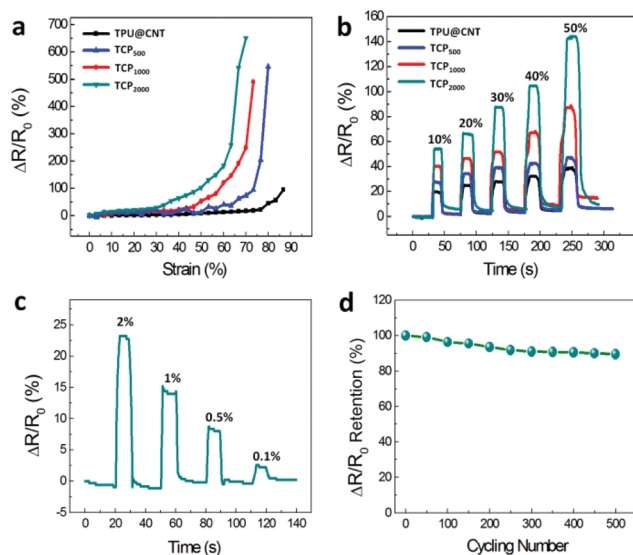 a
TPU@CNT
TCP500
TCP1000
TCP2000
ΔR/R0 (%)
700
600
500
400
300
200
100
0
0 10 20 30 40 50 60 70 80 90
Strain (%)
b
TPU@CNT
TCP500
TCP1000
TCP2000
10%
20%
30%
40%
50%
ΔR/R0 (%)
160
140
120
100
80
60
40
20
0
-20
0 50 100 150 200 250 300
Time (s)
c
2%
1%
0.5%
0.1%
ΔR/R0 (%)
25
20
15
10
5
0
-5
0 20 40 60 80 100 120 140
Time (s)
d
ΔR/R0 Retention (%)
120
100
80
60
40
20
0
0 100 200 300 400 500
Cycling Number